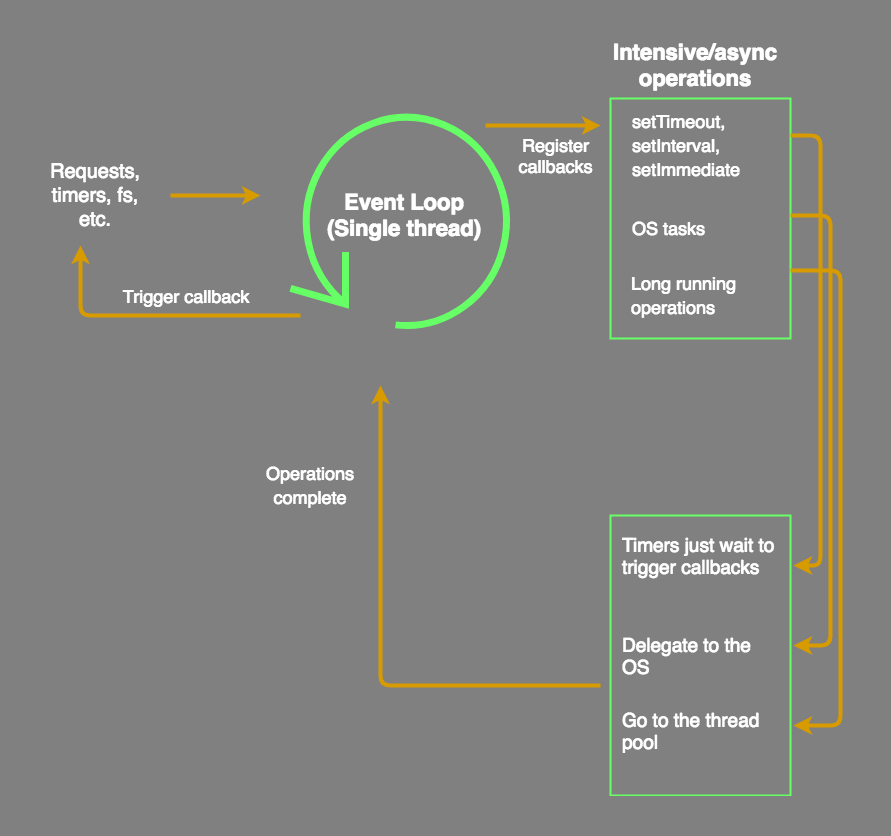 Intensive/async
operations
setTimeout,
setInterval,
setImmediate
OS tasks
Long running
operations
Register
callbacks
Event Loop
(Single thread)
Requests,
timers, fs,
etc.
Trigger callback
Operations
complete
Timers just wait to
trigger callbacks
Delegate to the
OS
Go to the thread
pool